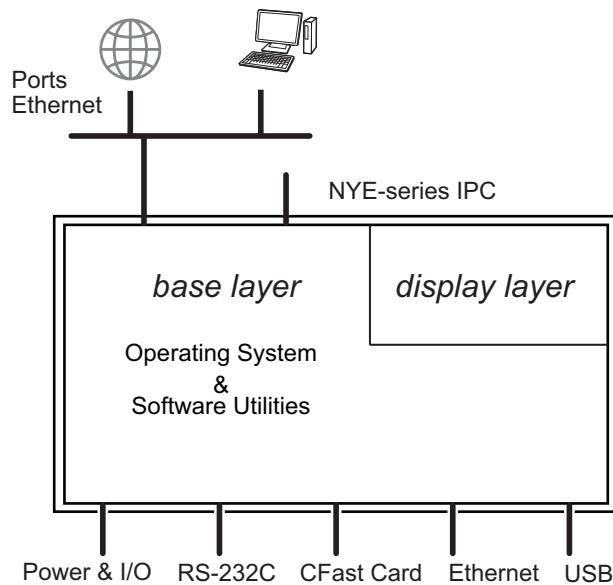 Ports
Ethernet
NYE-series IPC
base layer
display layer
Operating System
&
Software Utilities
Power & I/O
RS-232C
CFast Card
Ethernet
USB